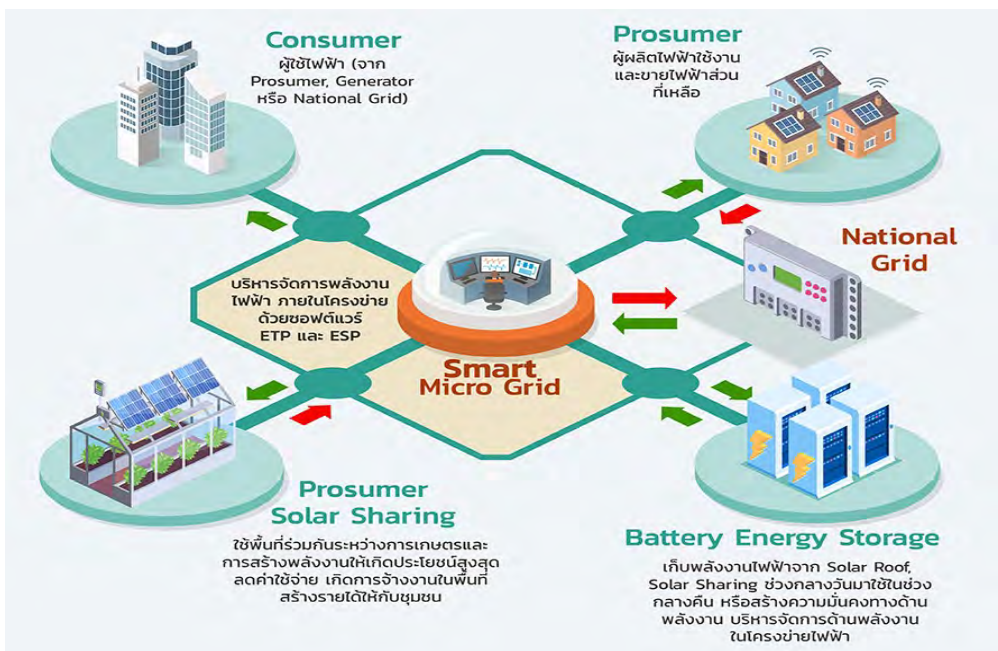 Consumer
ผู้ใช้ไฟฟ้า (จาก
Prosumer, Generator
หรือ National Grid)
Prosumer
ผู้ผลิตไฟฟ้าใช้งาน
และขายไฟฟ้าส่วน
ที่เหลือ
National
Grid
บริหารจัดการพลังงาน
ไฟฟ้า ภายในโครงข่าย
ด้วยซอฟต์แวร์
ETP และ ESP
Smart
Micro Grid
Prosumer
Solar Sharing
ใช้พื้นที่ร่วมกันระหว่างการเกษตรและ
การสร้างพลังงานให้เกิดประโยชน์สูงสุด
ลดค่าใช้จ่าย เกิดการจ้างงานในพื้นที่
สร้างรายได้ให้กับชุมชน
Battery Energy Storage
เก็บพลังงานไฟฟ้าจาก Solar Roof,
Solar Sharing ช่วงกลางวันมาใช้ในช่วง
กลางคืน หรือสร้างความมั่นคงทางด้าน
พลังงาน บริหารจัดการด้านพลังงาน
ในโครงข่ายไฟฟ้า